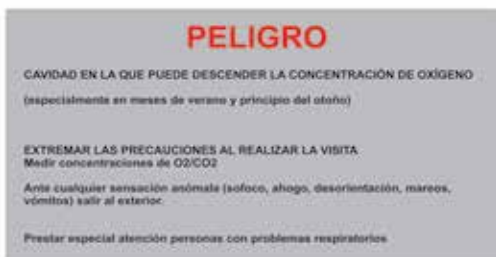 PELIGRO
CAVIDAD EN LA QUE PUEDE DESCENDER LA CONCENTRACIÓN DE OXÍGENO
(especialmente en meses de verano y principio del otoño)
EXTREMAR LAS PRECAUCIONES AL REALIZAR LA VISITA
Medir concentraciones de O2/CO2
Ante cualquier sensación anómala (sofoco, ahogo, desorientación, mareos,
vómitos) salir al exterior.
Prestar especial atención personas con problemas respiratorios